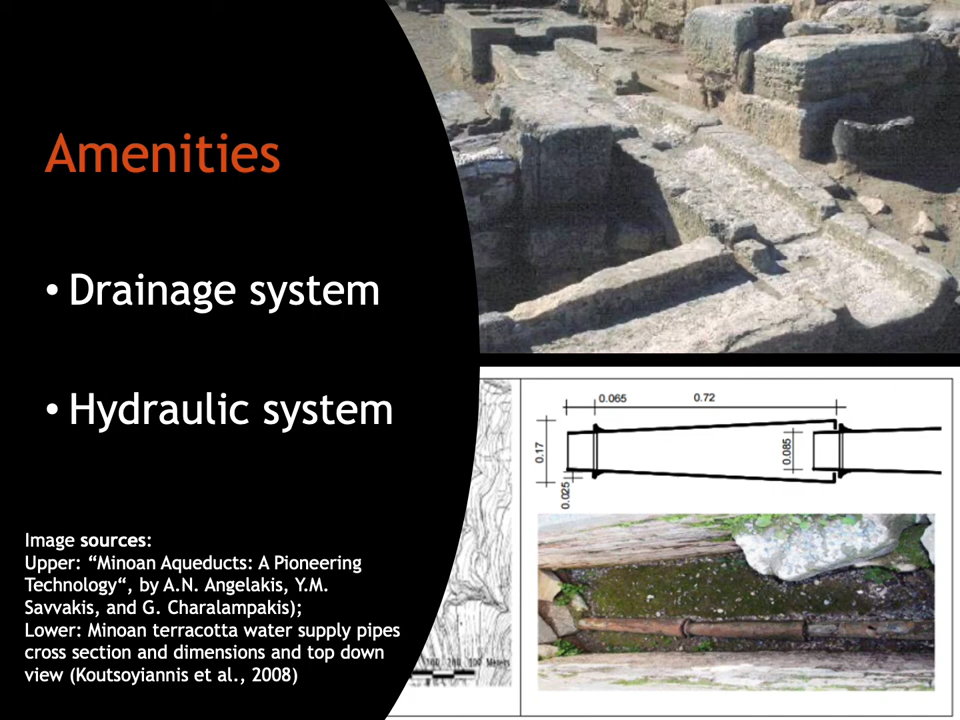 Amenities
• Drainage system
• Hydraulic system
Image sources:
Upper: “Minoan Aqueducts: A Pioneering
Technology“, by A.N. Angelakis, Y.M.
Savvakis, and G. Charalampakis);
Lower: Minoan terracotta water supply pipes
cross section and dimensions and top down
view (Koutsoyiannis et al., 2008)
0.065 0.72
0.17
0.085
0.025
Meters